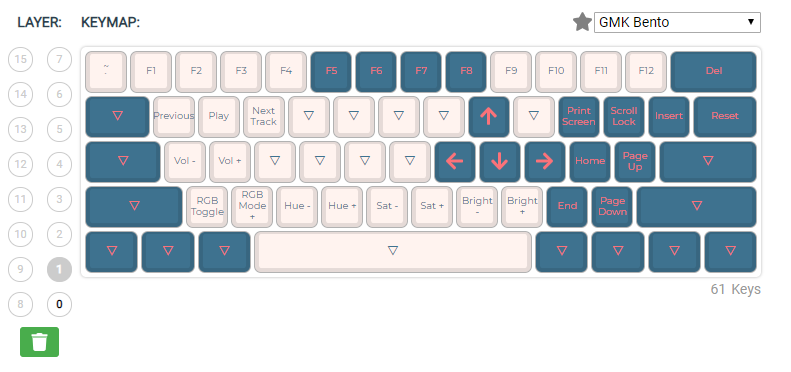 LAYER: KEYMAP: GMK Bento
15 7 ~ ` F1 F2 F3 F4 F5 F6 F7 F8 F9 F10 F11 F12 Del
14 6 Previous Play Next Track Print Screen Scroll Lock Insert Reset
13 5
12 4 Vol - Vol + Home Page Up
11 3 RGB Toggle RGB Mode + Hue - Hue + Sat - Sat + Bright - Bright + End Page Down
10 2
9 1
61 Keys
8 0